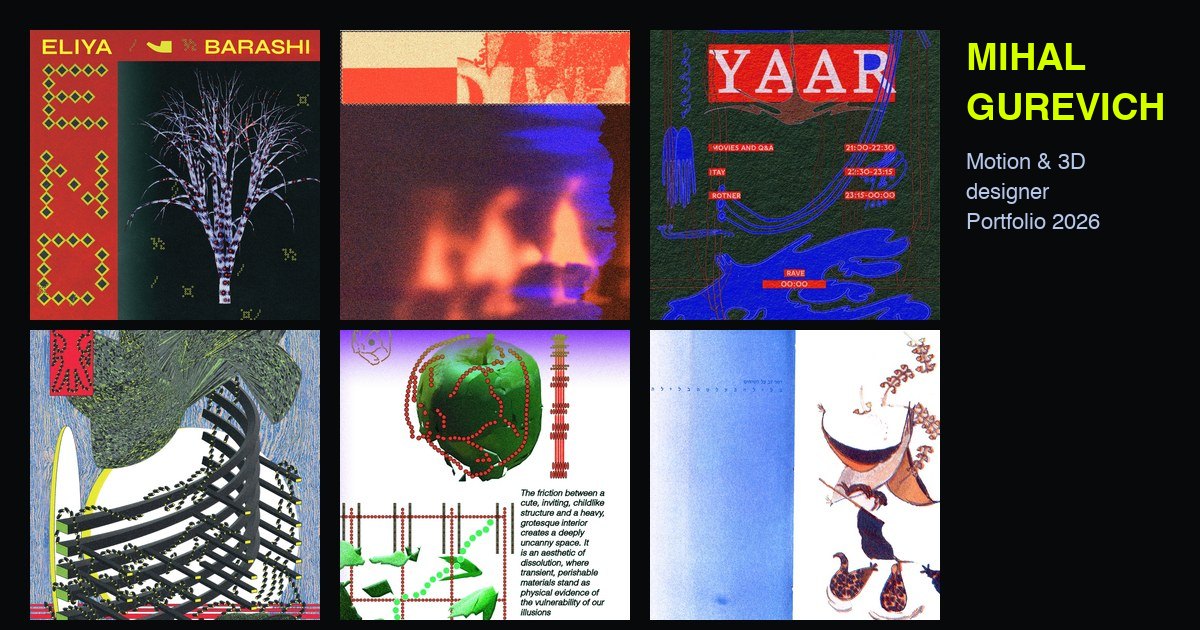 ELIYA BARASHI
END
YAAR
MOVIES AND Q&A 21:30-22:30
ITAY 22:30-23:15
ROTNER 23:15-00:00
RAVE
00:00
The friction between a
cute, inviting, childlike
structure and a heavy,
grotesque interior
creates a deeply
uncanny space. It
is an aesthetic of
dissolution, where
transient, perishable
materials stand as
physical evidence of
the vulnerability of our
illusions
MIHAL
GUREVICH
Motion & 3D
designer
Portfolio 2026